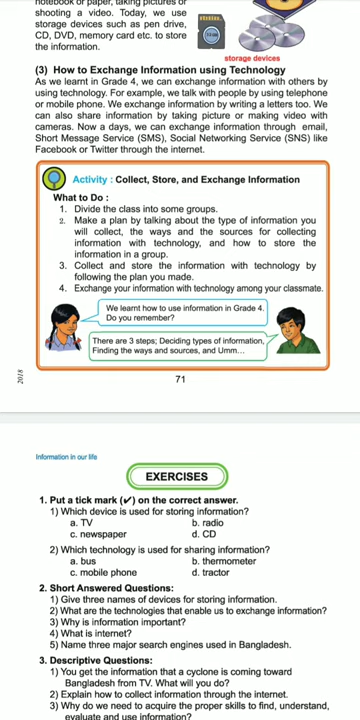 notebook or paper, taking pictures or
shooting a video. Today, we use
storage devices such as pen drive,
CD, DVD, memory card etc. to store
the information.
storage devices
(3) How to Exchange Information using Technology
As we learnt in Grade 4, we can exchange information with others by
using technology. For example, we talk with people by using telephone
or mobile phone. We exchange information by writing a letters too. We
can also share information by taking picture or making video with
cameras. Now a days, we can exchange information through email,
Short Message Service (SMS), Social Networking Service (SNS) like
Facebook or Twitter through the internet.
Activity : Collect, Store, and Exchange Information
What to Do :
1. Divide the class into some groups.
2. Make a plan by talking about the type of information you
will collect, the ways and the sources for collecting
information with technology, and how to store the
information in a group.
3. Collect and store the information with technology by
following the plan you made.
4. Exchange your information with technology among your classmate.
We learnt how to use information in Grade 4.
Do you remember?
There are 3 steps; Deciding types of information,
Finding the ways and sources, and Umm...
2018
71
Information in our life
EXERCISES
1. Put a tick mark (✔) on the correct answer.
1) Which device is used for storing information?
a. TV b. radio
c. newspaper d. CD
2) Which technology is used for sharing information?
a. bus b. thermometer
c. mobile phone d. tractor
2. Short Answered Questions:
1) Give three names of devices for storing information.
2) What are the technologies that enable us to exchange information?
3) Why is information important?
4) What is internet?
5) Name three major search engines used in Bangladesh.
3. Descriptive Questions:
1) You get the information that a cyclone is coming toward
Bangladesh from TV. What will you do?
2) Explain how to collect information through the internet.
3) Why do we need to acquire the proper skills to find, understand,
evaluate and use information?